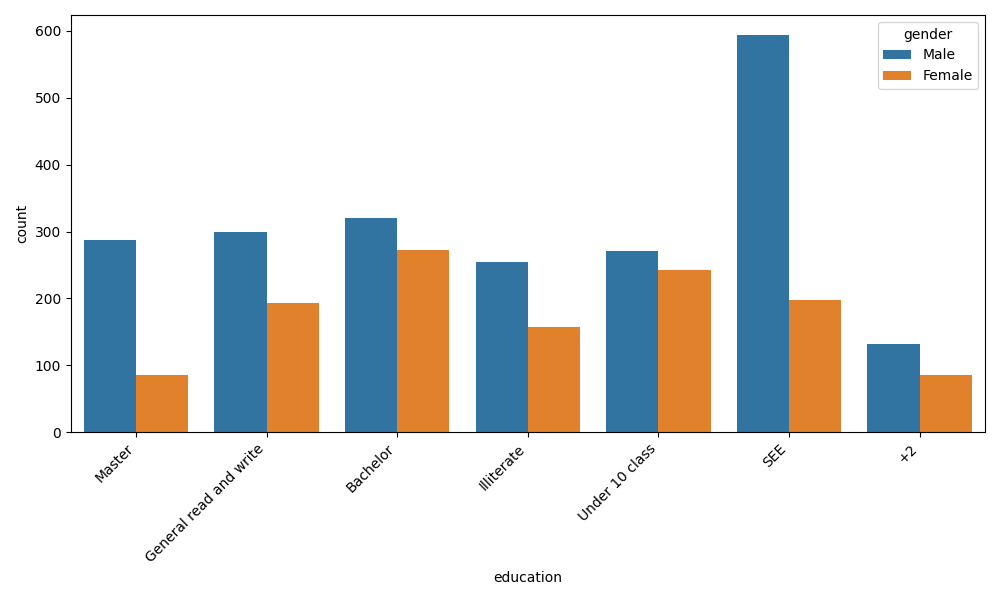 600
500
400
300
200
100
0
count
gender
Male
Female
Master
General read and write
Bachelor
Illiterate
Under 10 class
SEE
+2
education